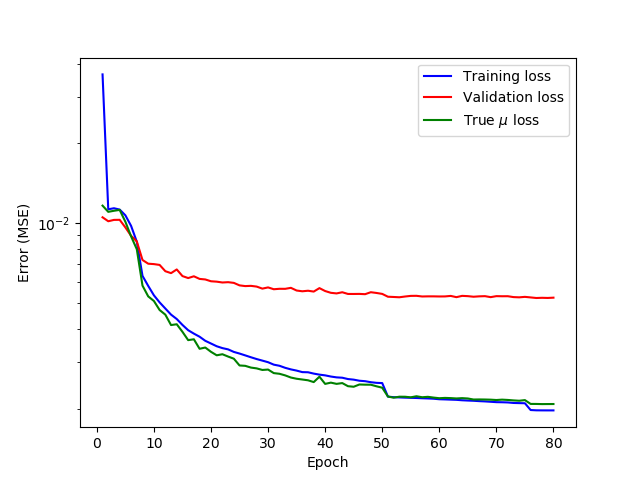 Training loss
Validation loss
True μ loss
Error (MSE)
10⁻²
0 10 20 30 40 50 60 70 80
Epoch